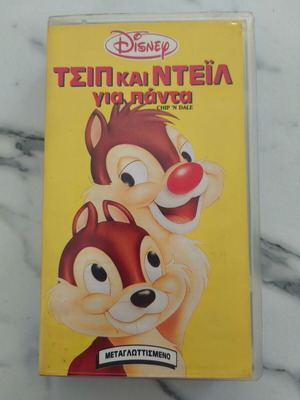 Disney
ΤΣΙΠ ΚΑΙ ΝΤΕΪΛ
για πάντα
CHIP 'N DALE
ΜΕΤΑΓΛΩΤΤΙΣΜΕΝΟ